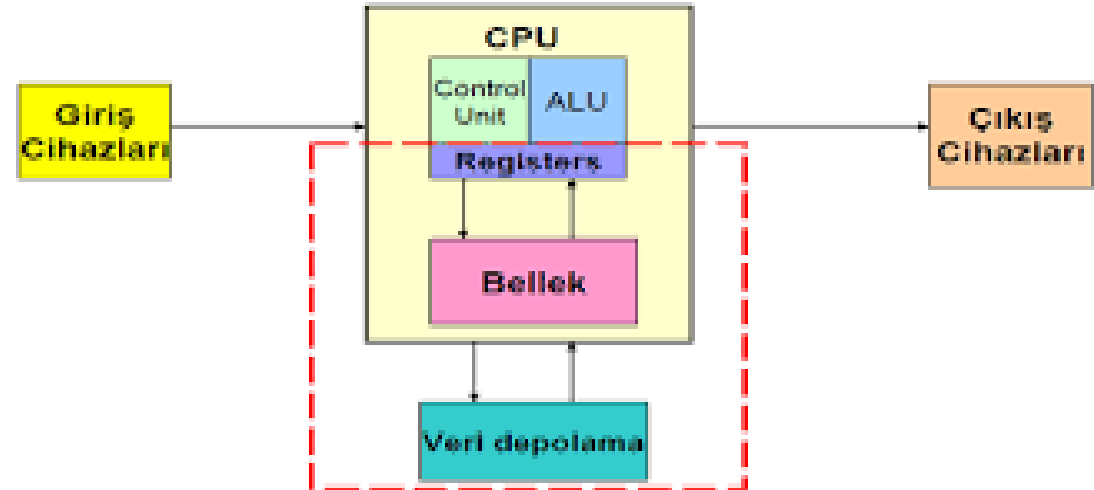 CPU
Control
Unit
ALU
Giriş
Cihazları
Çıkış
Cihazları
Registers
Bellek
Veri depolama